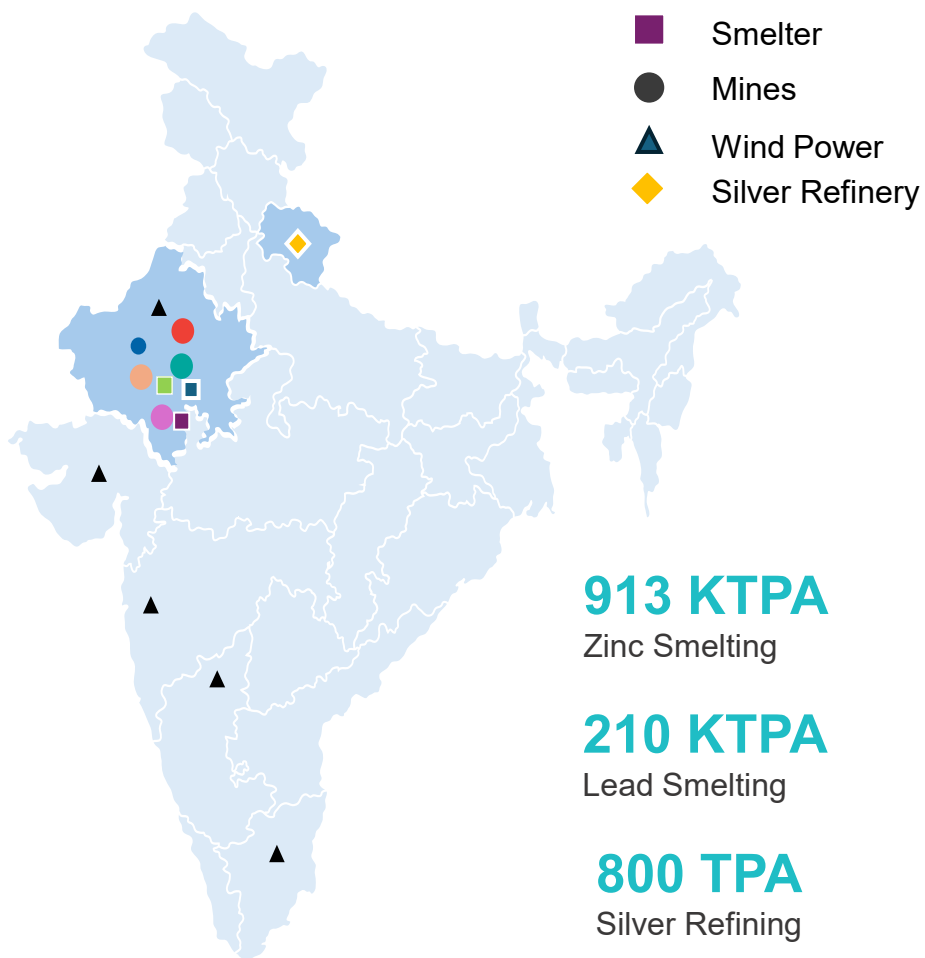 Smelter
Mines
Wind Power
Silver Refinery
913 KTPA
Zinc Smelting
210 KTPA
Lead Smelting
800 TPA
Silver Refining